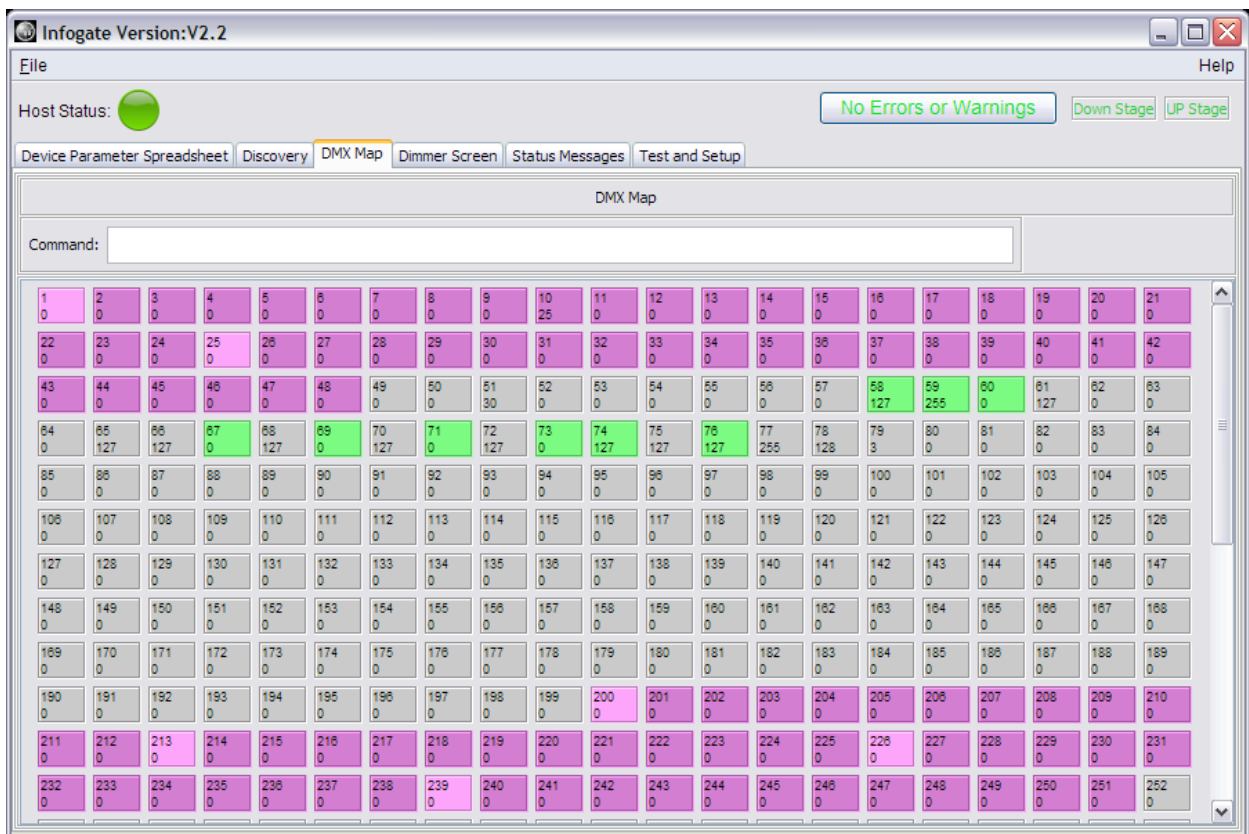 Infogate Version:V2.2
File Help
Host Status: No Errors or Warnings Down Stage UP Stage
Device Parameter Spreadsheet Discovery DMX Map Dimmer Screen Status Messages Test and Setup
DMX Map
Command:
1 2 3 4 5 6 7 8 9 10 11 12 13 14 15 16 17 18 19 20 21
0 0 0 0 0 0 0 0 0 25 0 0 0 0 0 0 0 0 0 0 0
22 23 24 25 26 27 28 29 30 31 32 33 34 35 36 37 38 39 40 41 42
0 0 0 0 0 0 0 0 0 0 0 0 0 0 0 0 0 0 0 0 0
43 44 45 46 47 48 49 50 51 52 53 54 55 56 57 58 59 60 61 62 63
0 0 0 0 0 0 0 0 30 0 0 0 0 0 0 127 255 0 127 0 0
64 65 66 67 68 69 70 71 72 73 74 75 76 77 78 79 80 81 82 83 84
0 127 127 0 127 0 127 0 127 0 127 127 127 255 128 3 0 0 0 0 0
85 86 87 88 89 90 91 92 93 94 95 96 97 98 99 100 101 102 103 104 105
0 0 0 0 0 0 0 0 0 0 0 0 0 0 0 0 0 0 0 0 0
106 107 108 109 110 111 112 113 114 115 116 117 118 119 120 121 122 123 124 125 126
0 0 0 0 0 0 0 0 0 0 0 0 0 0 0 0 0 0 0 0 0
127 128 129 130 131 132 133 134 135 136 137 138 139 140 141 142 143 144 145 146 147
0 0 0 0 0 0 0 0 0 0 0 0 0 0 0 0 0 0 0 0 0
148 149 150 151 152 153 154 155 156 157 158 159 160 161 162 163 164 165 166 167 168
0 0 0 0 0 0 0 0 0 0 0 0 0 0 0 0 0 0 0 0 0
169 170 171 172 173 174 175 176 177 178 179 180 181 182 183 184 185 186 187 188 189
0 0 0 0 0 0 0 0 0 0 0 0 0 0 0 0 0 0 0 0 0
190 191 192 193 194 195 196 197 198 199 200 201 202 203 204 205 206 207 208 209 210
0 0 0 0 0 0 0 0 0 0 0 0 0 0 0 0 0 0 0 0 0
211 212 213 214 215 216 217 218 219 220 221 222 223 224 225 226 227 228 229 230 231
0 0 0 0 0 0 0 0 0 0 0 0 0 0 0 0 0 0 0 0 0
232 233 234 235 236 237 238 239 240 241 242 243 244 245 246 247 248 249 250 251 252
0 0 0 0 0 0 0 0 0 0 0 0 0 0 0 0 0 0 0 0 0